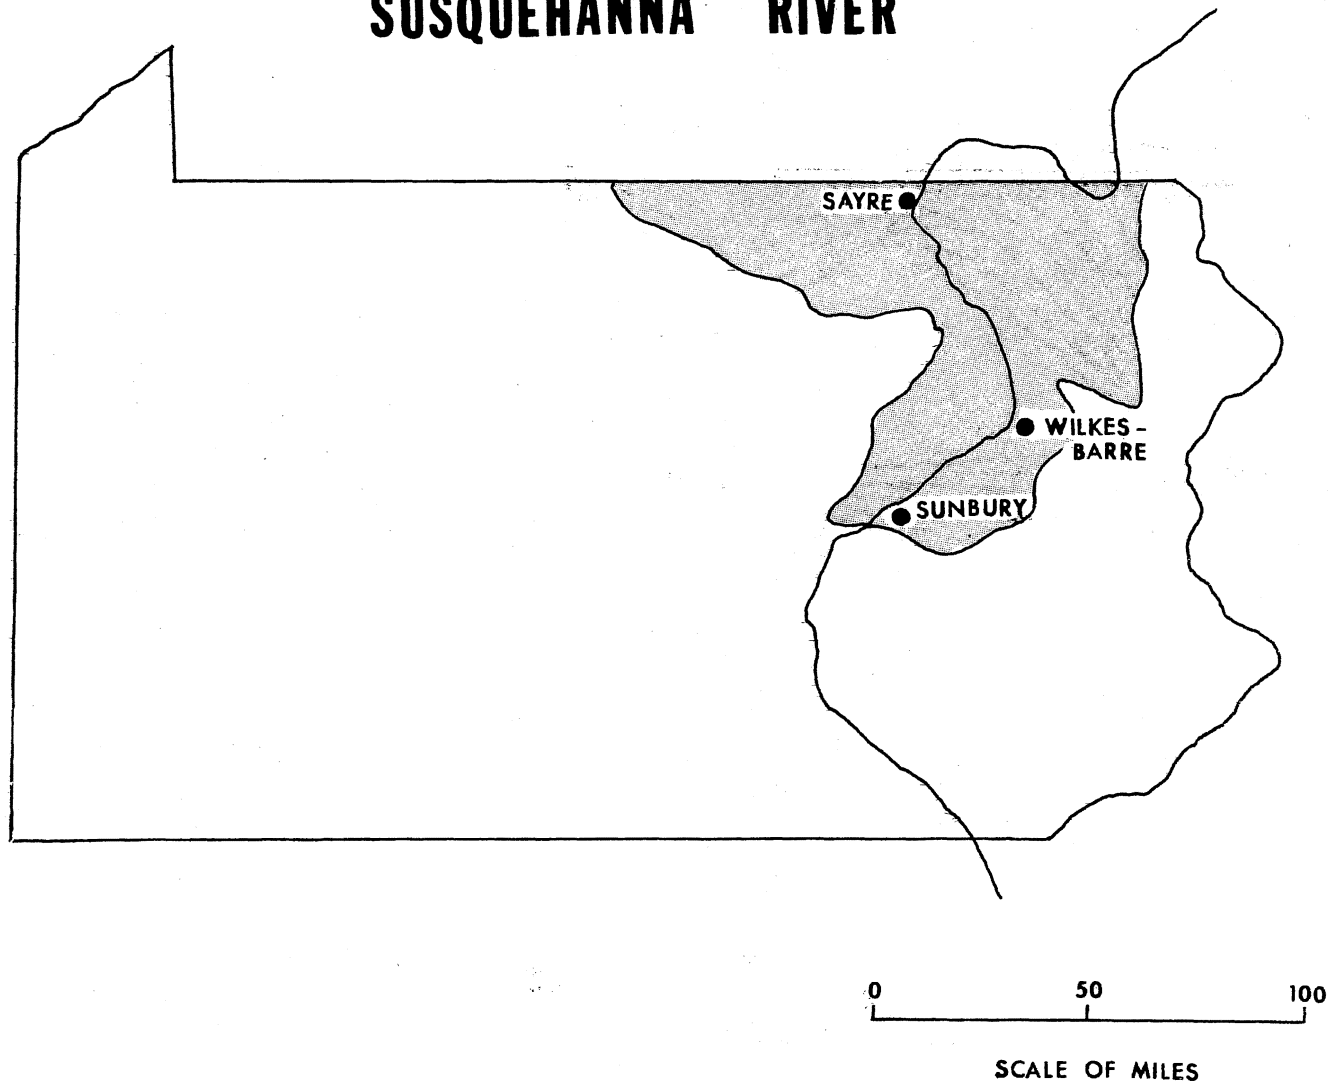 SUSQUEHANNA RIVER
SAYRE
WILKES-
BARRE
SUNBURY
0 50 100
SCALE OF MILES